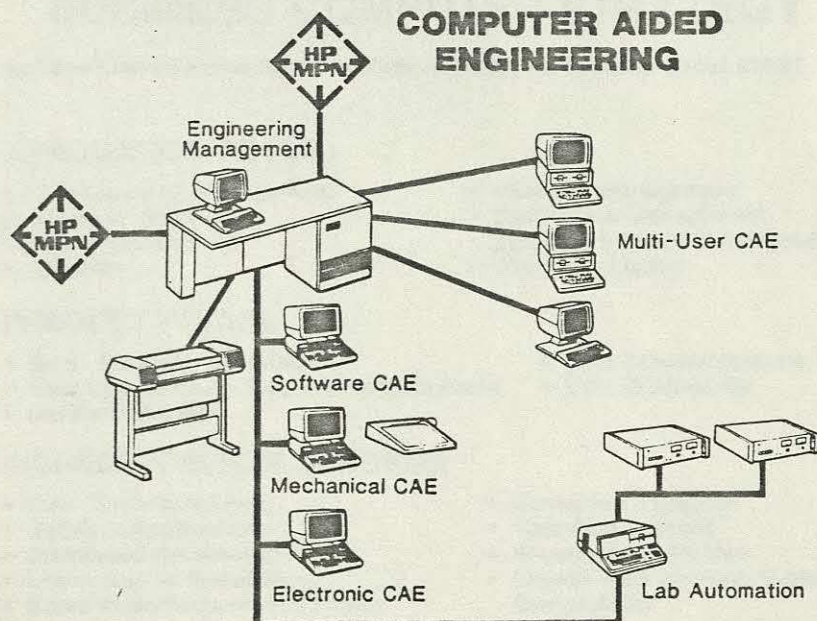 COMPUTER AIDED
ENGINEERING
HP
MPN
Engineering
Management
HP
MPN
Multi-User CAE
Software CAE
Mechanical CAE
Electronic CAE
Lab Automation